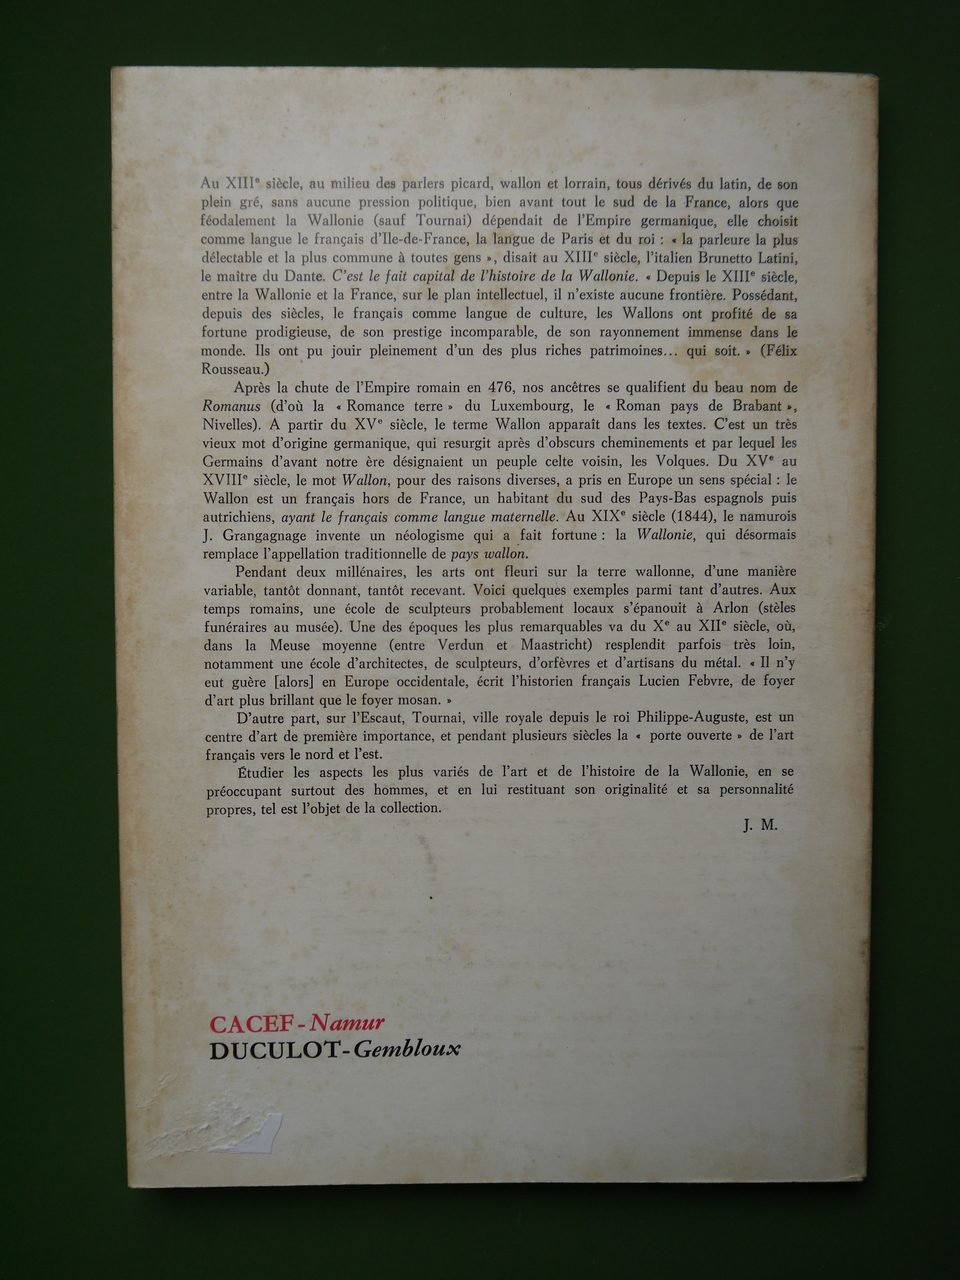 Au XIIIᵉ siècle, au milieu des parlers picard, wallon et lorrain, tous dérivés du latin, de son
plein gré, sans aucune pression politique, bien avant tout le sud de la France, alors que
féodalement la Wallonie (sauf Tournai) dépendait de l'Empire germanique, elle choisit
comme langue le français d'Ile-de-France, la langue de Paris et du roi : « la parleure la plus
délectable et la plus commune à toutes gens », disait au XIIIᵉ siècle, l'italien Brunetto Latini,
le maître du Dante. C'est le fait capital de l'histoire de la Wallonie. « Depuis le XIIIᵉ siècle,
entre la Wallonie et la France, sur le plan intellectuel, il n'existe aucune frontière. Possédant,
depuis des siècles, le français comme langue de culture, les Wallons ont profité de sa
fortune prodigieuse, de son prestige incomparable, de son rayonnement immense dans le
monde. Ils ont pu jouir pleinement d'un des plus riches patrimoines... qui soit. » (Félix
Rousseau.)
Après la chute de l'Empire romain en 476, nos ancêtres se qualifient du beau nom de
Romanus (d'où la « Romance terre » du Luxembourg, le « Roman pays de Brabant »,
Nivelles). A partir du XVᵉ siècle, le terme Wallon apparaît dans les textes. C'est un très
vieux mot d'origine germanique, qui resurgit après d'obscurs cheminements et par lequel les
Germains d'avant notre ère désignaient un peuple celte voisin, les Volques. Du XVᵉ au
XVIIIᵉ siècle, le mot Wallon, pour des raisons diverses, a pris en Europe un sens spécial : le
Wallon est un français hors de France, un habitant du sud des Pays-Bas espagnols puis
autrichiens, ayant le français comme langue maternelle. Au XIXᵉ siècle (1844), le namurois
J. Grangagnage invente un néologisme qui a fait fortune : la Wallonie, qui désormais
remplace l'appellation traditionnelle de pays wallon.
Pendant deux millénaires, les arts ont fleuri sur la terre wallonne, d'une manière
variable, tantôt donnant, tantôt recevant. Voici quelques exemples parmi tant d'autres. Aux
temps romains, une école de sculpteurs probablement locaux s'épanouit à Arlon (stèles
funéraires au musée). Une des époques les plus remarquables va du Xᵉ au XIIᵉ siècle, où,
dans la Meuse moyenne (entre Verdun et Maastricht) resplendit parfois très loin,
notamment une école d'architectes, de sculpteurs, d'orfèvres et d'artisans du métal. « Il n'y
eut guère [alors] en Europe occidentale, écrit l'historien français Lucien Febvre, de foyer
d'art plus brillant que le foyer mosan. »
D'autre part, sur l'Escaut, Tournai, ville royale depuis le roi Philippe-Auguste, est un
centre d'art de première importance, et pendant plusieurs siècles la « porte ouverte » de l'art
français vers le nord et l'est.
Étudier les aspects les plus variés de l'art et de l'histoire de la Wallonie, en se
préoccupant surtout des hommes, et en lui restituant son originalité et sa personnalité
propres, tel est l'objet de la collection.
J. M.
CACEF-Namur
DUCULOT-Gembloux